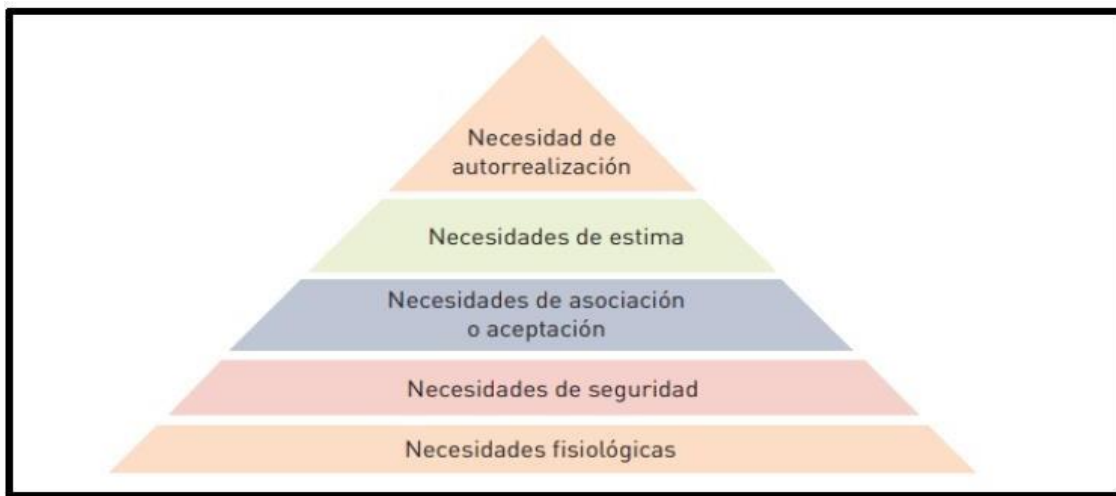 Necesidad de
autorrealización
Necesidades de estima
Necesidades de asociación
o aceptación
Necesidades de seguridad
Necesidades fisiológicas